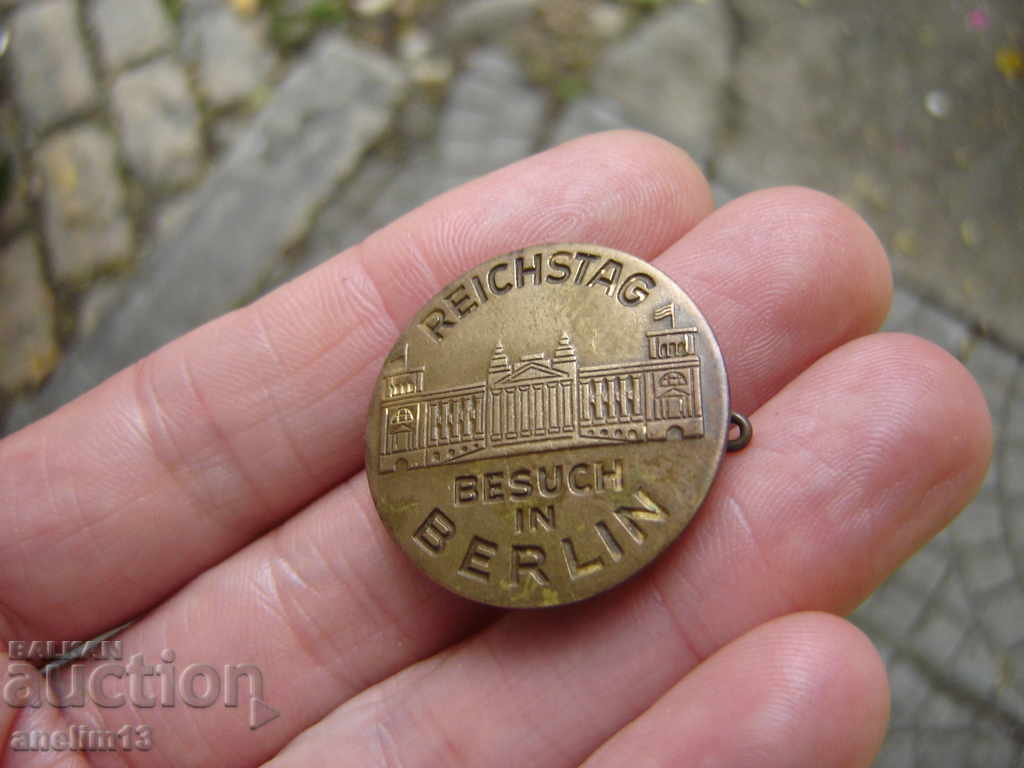 REICHSTAG
BESUCH
IN
BERLIN
BALKAN
auction
anelim13